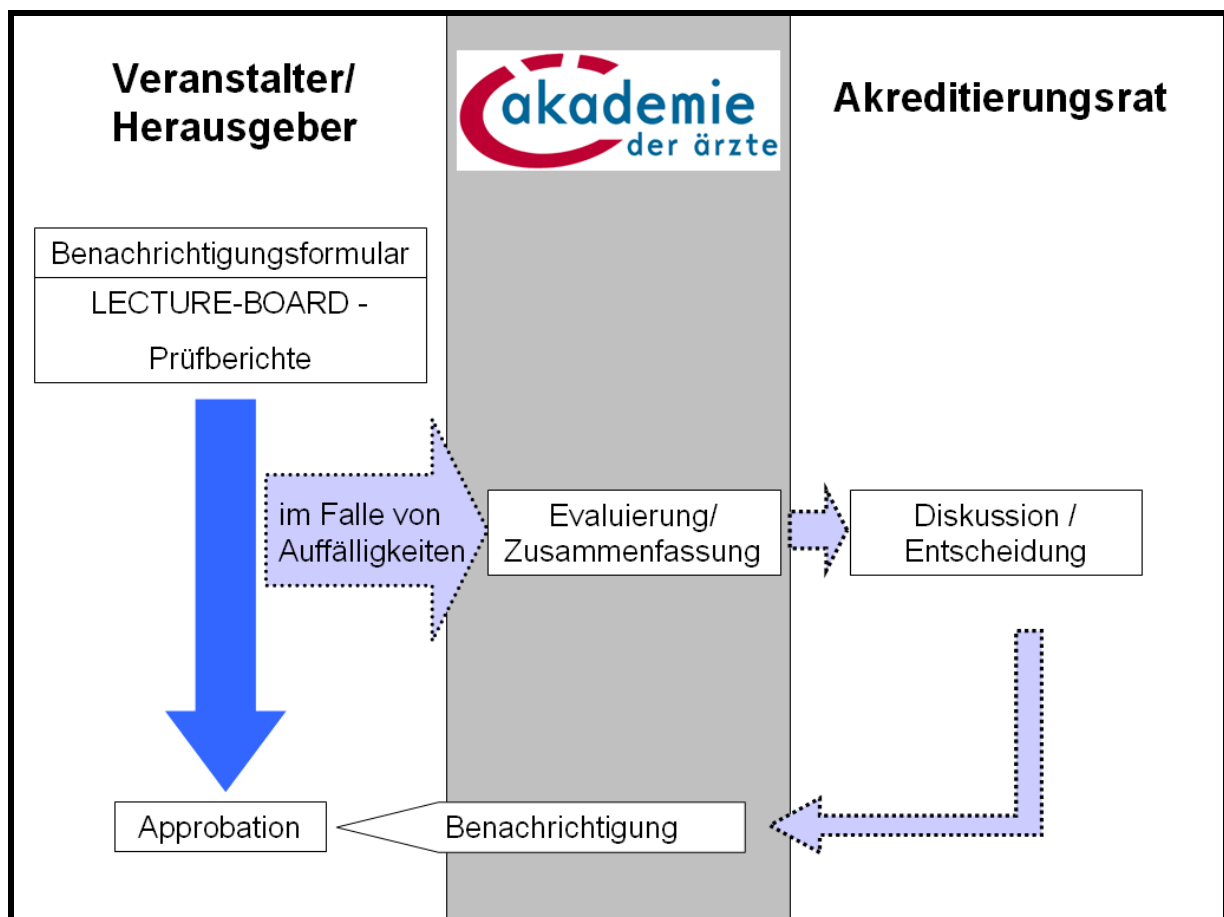 Veranstalter/
Herausgeber
akademie
der ärzte
Akreditierungsrat
Benachrichtigungsformular
LECTURE-BOARD -
Prüfberichte
im Falle von
Auffälligkeiten
Evaluierung/
Zusammenfassung
Diskussion /
Entscheidung
Approbation
Benachrichtigung